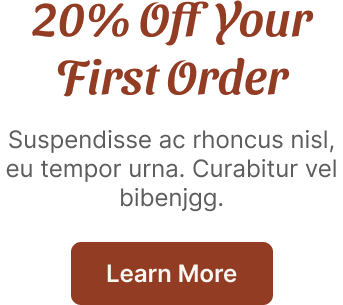 20% Off Your
First Order
Suspendisse ac rhoncus nisl,
eu tempor urna. Curabitur vel
bibenjgg.
Learn More